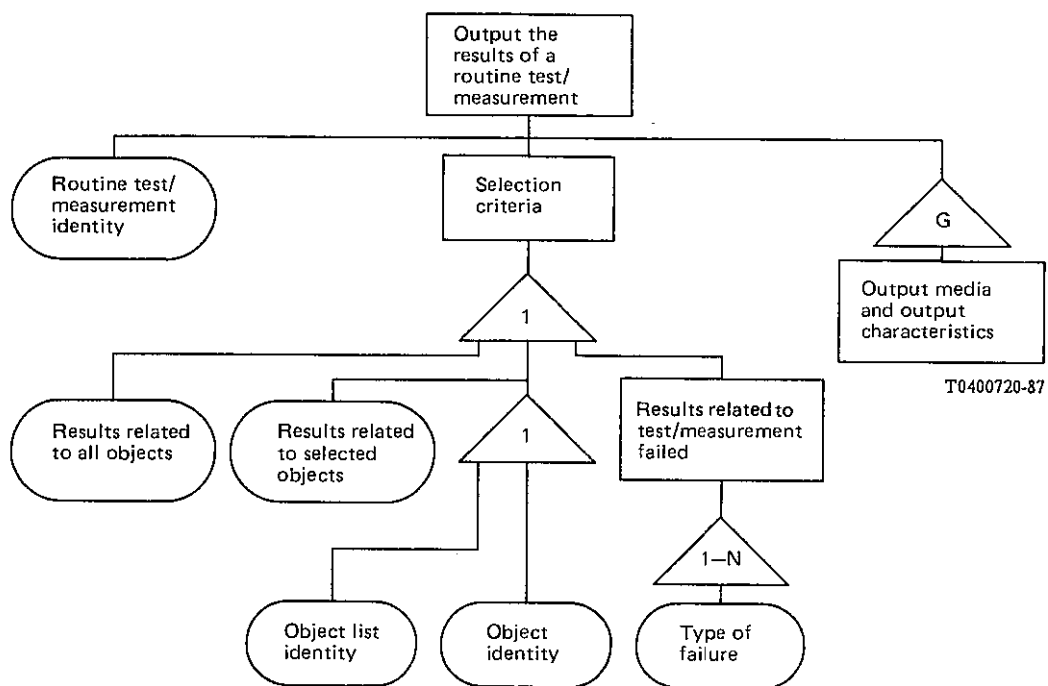 Output the
results of a
routine test/
measurement
Routine test/
measurement
identity
Selection
criteria
G
Output media
and output
characteristics
T0400720-87
1
Results related
to all objects
Results related
to selected
objects
1
Results related to
test/measurement
failed
1–N
Object list
identity
Object
identity
Type of
failure